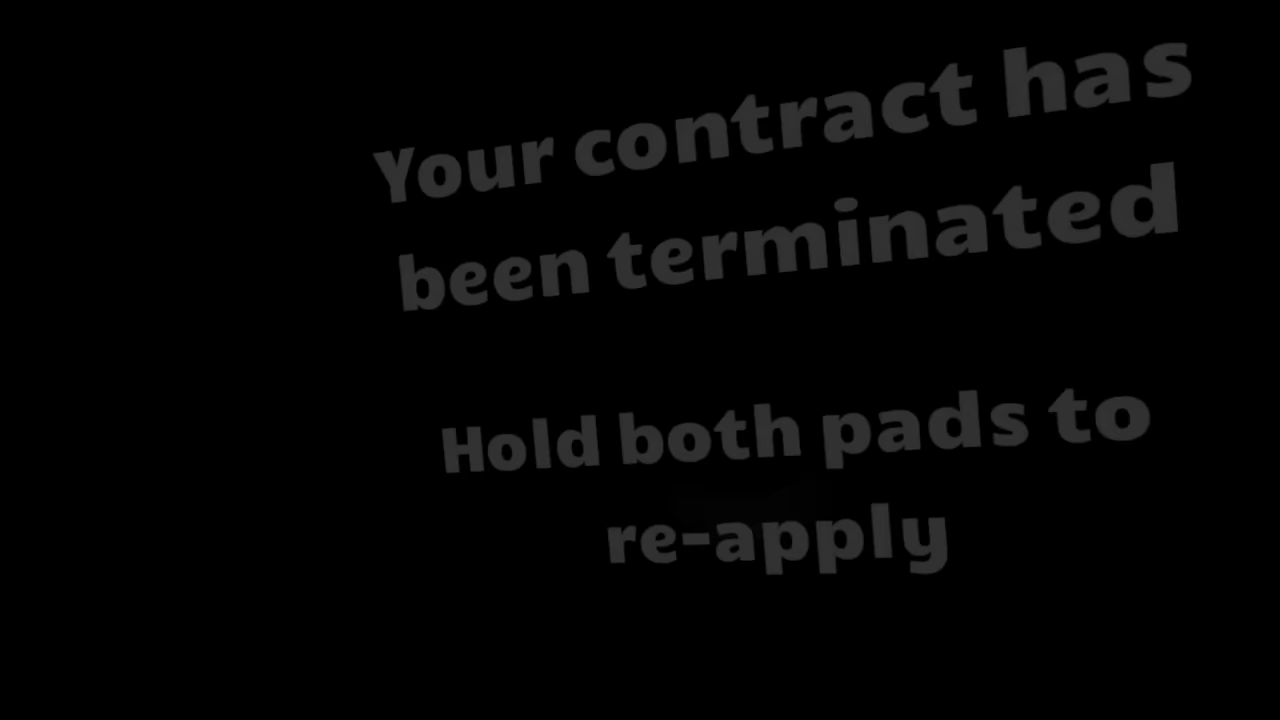 Your contract has
been terminated
Hold both pads to
re-apply